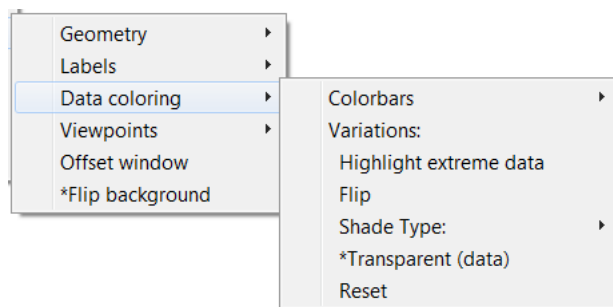 Geometry
Labels
Data coloring
Viewpoints
Offset window
*Flip background
Colorbars
Variations:
Highlight extreme data
Flip
Shade Type:
*Transparent (data)
Reset